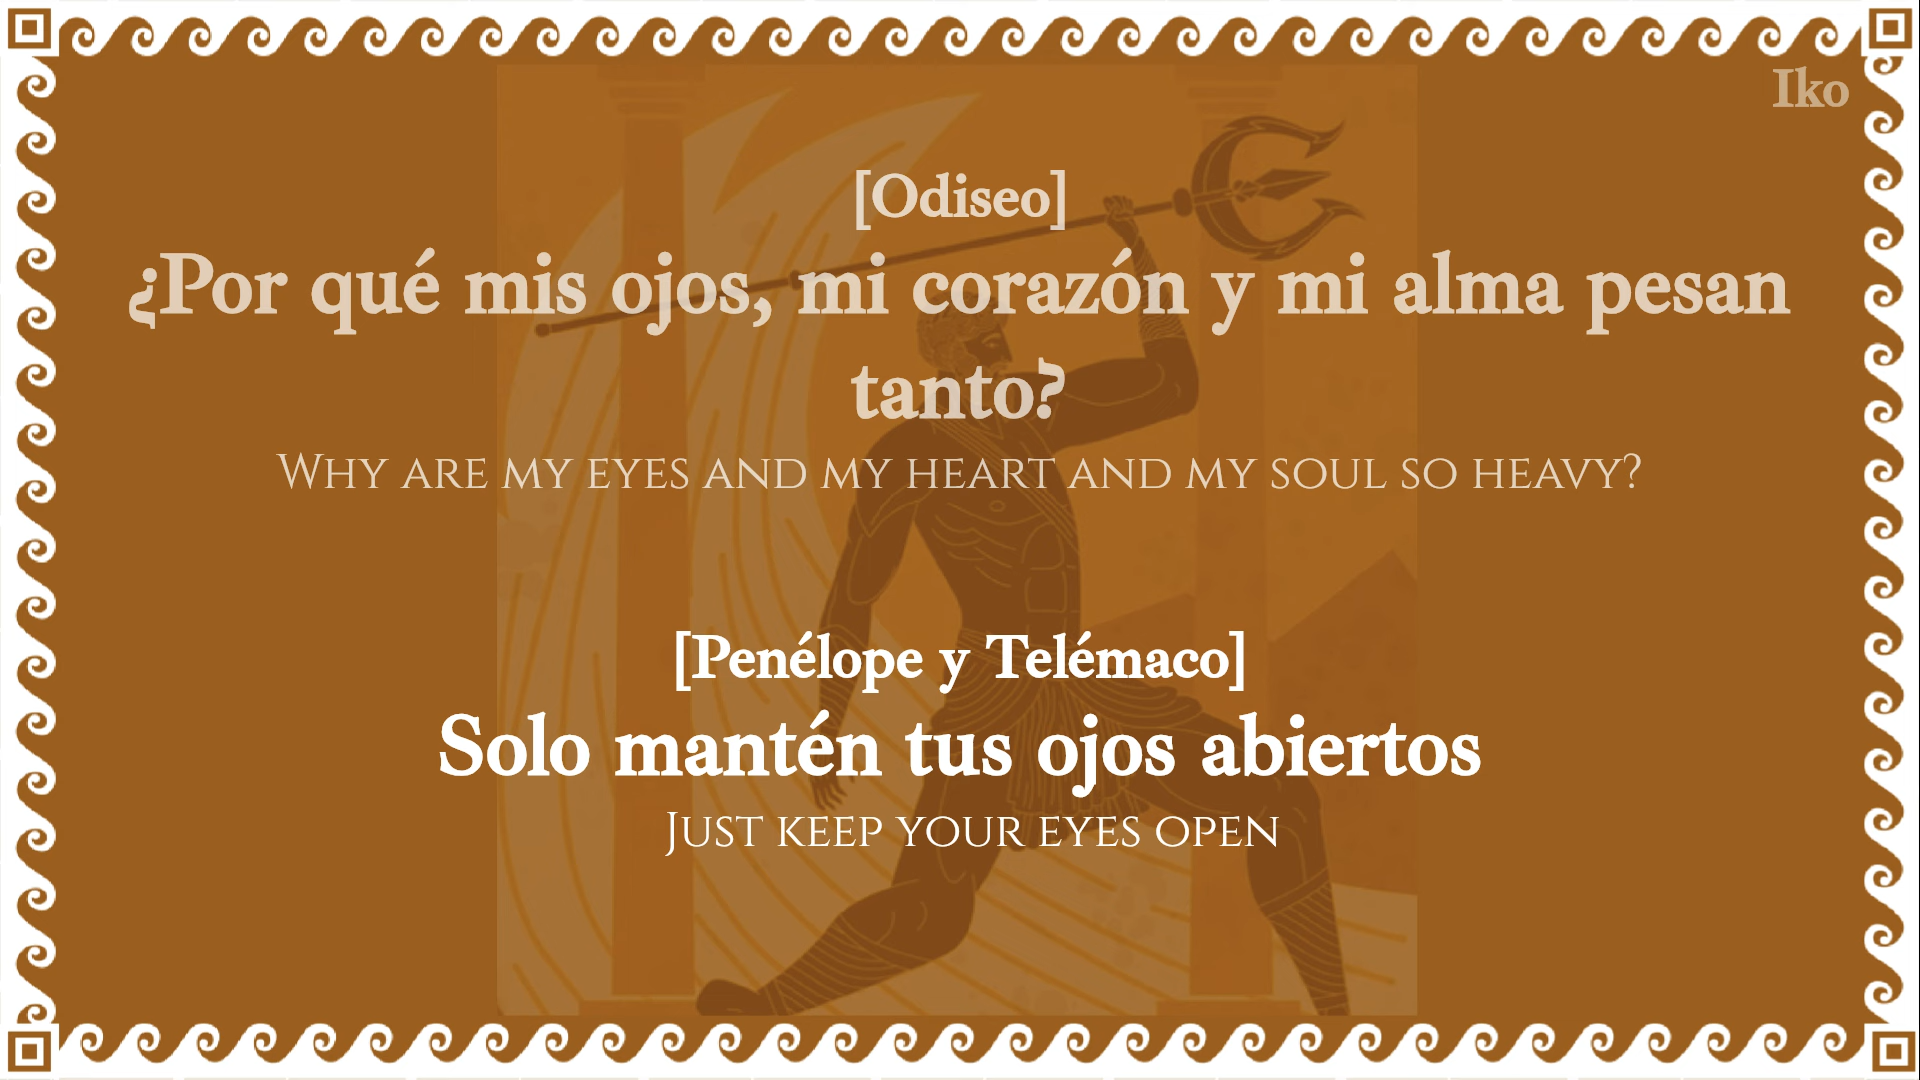 Iko
[Odiseo]
¿Por qué mis ojos, mi corazón y mi alma pesan
tanto?
Why are my eyes and my heart and my soul so heavy?
[Penélope y Telémaco]
Solo mantén tus ojos abiertos
Just keep your eyes open